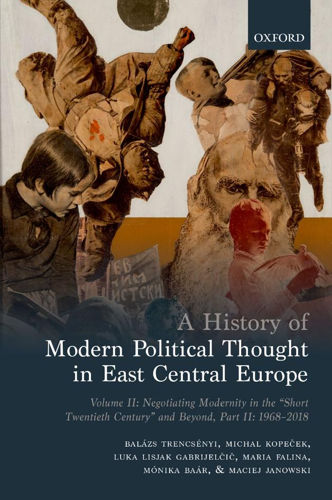 OXFORD
A History of
Modern Political Thought
in East Central Europe
Volume II: Negotiating Modernity in the “Short
Twentieth Century” and Beyond, Part II: 1968–2018
BALÁZS TRENCSÉNYI, MICHAL KOPEČEK,
LUKA LISJAK GABRIJELČIČ, MARIA FALINA,
MÓNIKA BAÁR, & MACIEJ JANOWSKI